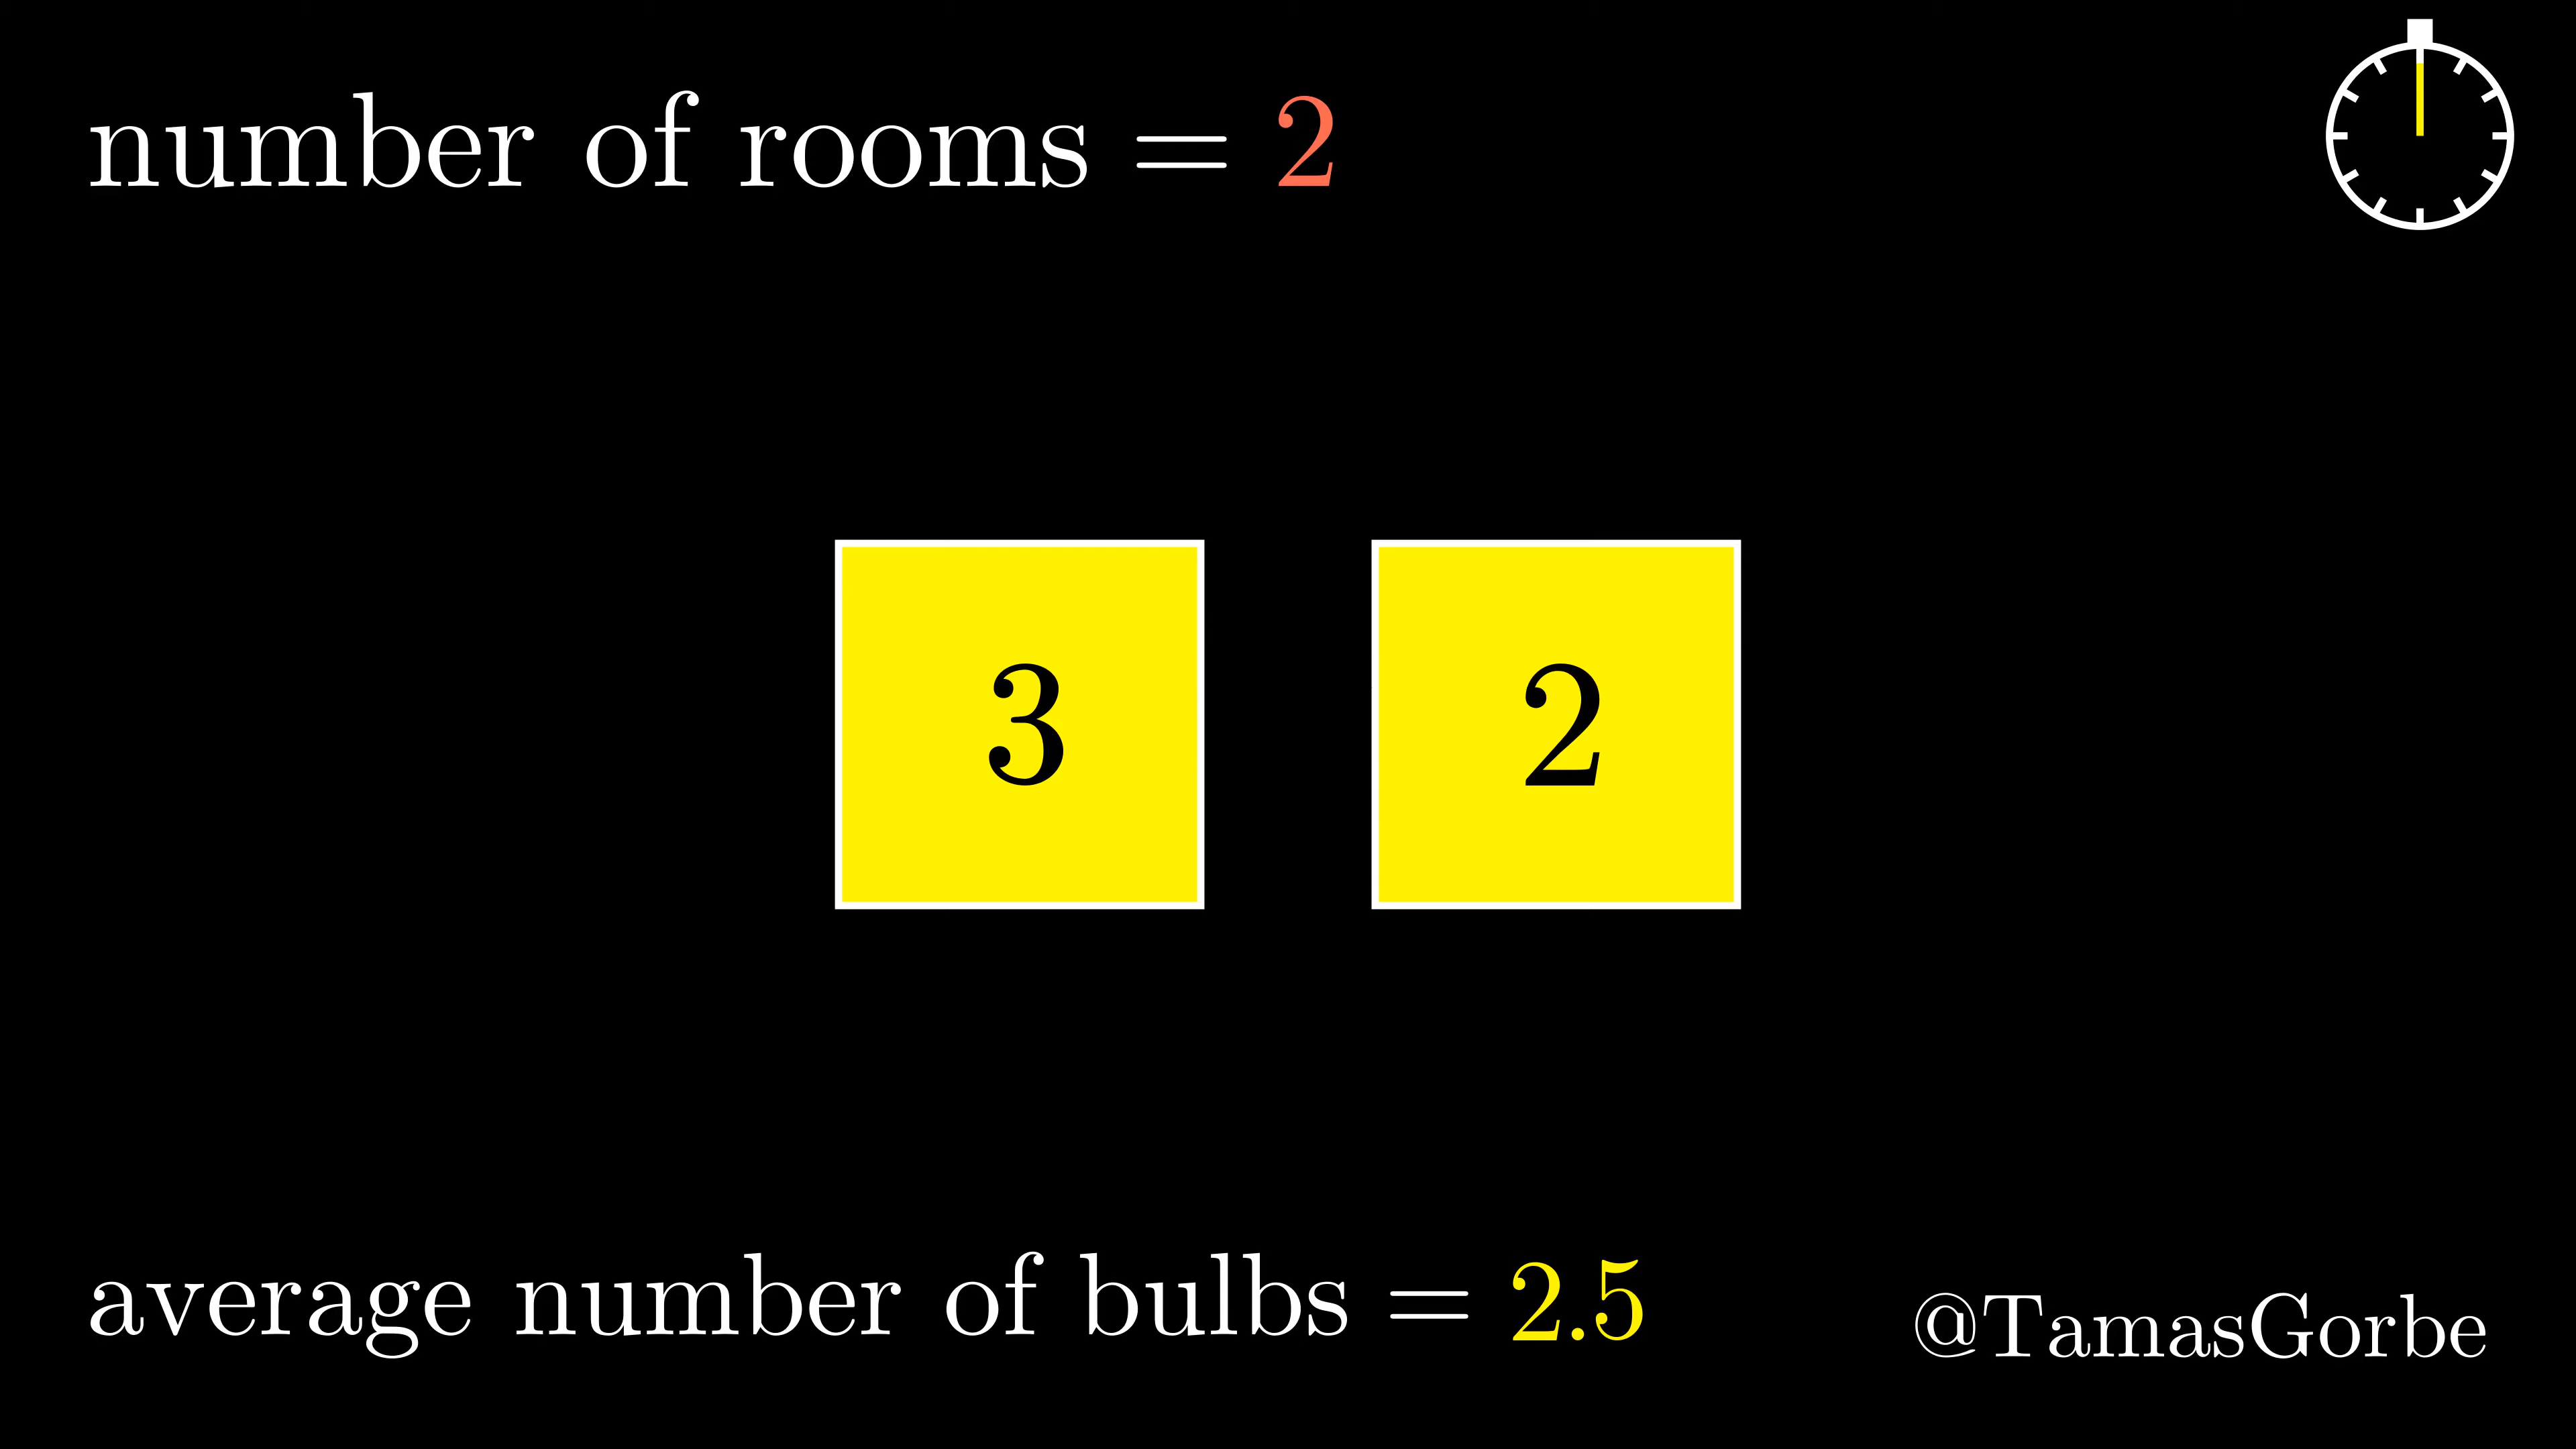 number of rooms = 2
3 2
average number of bulbs = 2.5
@TamasGorbe